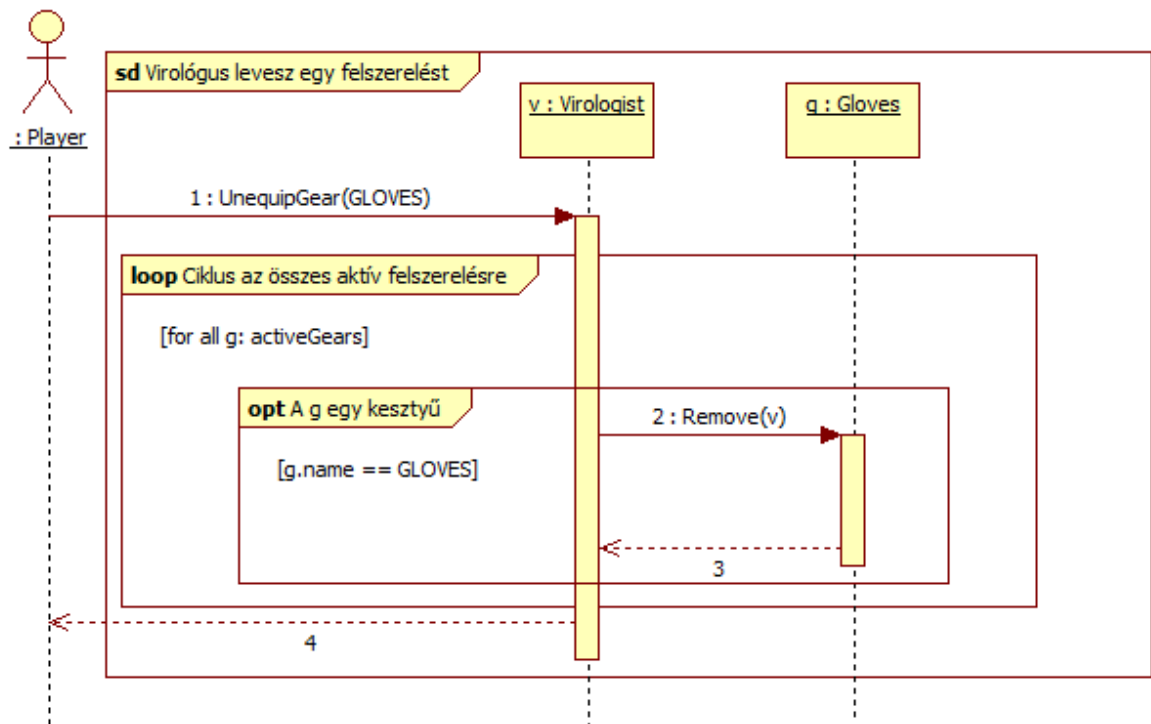 sd Virológus levesz egy felszerelést
v : Virologist
g : Gloves
: Player
1 : UnequipGear(GLOVES)
loop Ciklus az összes aktív felszerelésre
[for all g: activeGears]
opt A g egy kesztyű
2 : Remove(v)
[g.name == GLOVES]
3
4